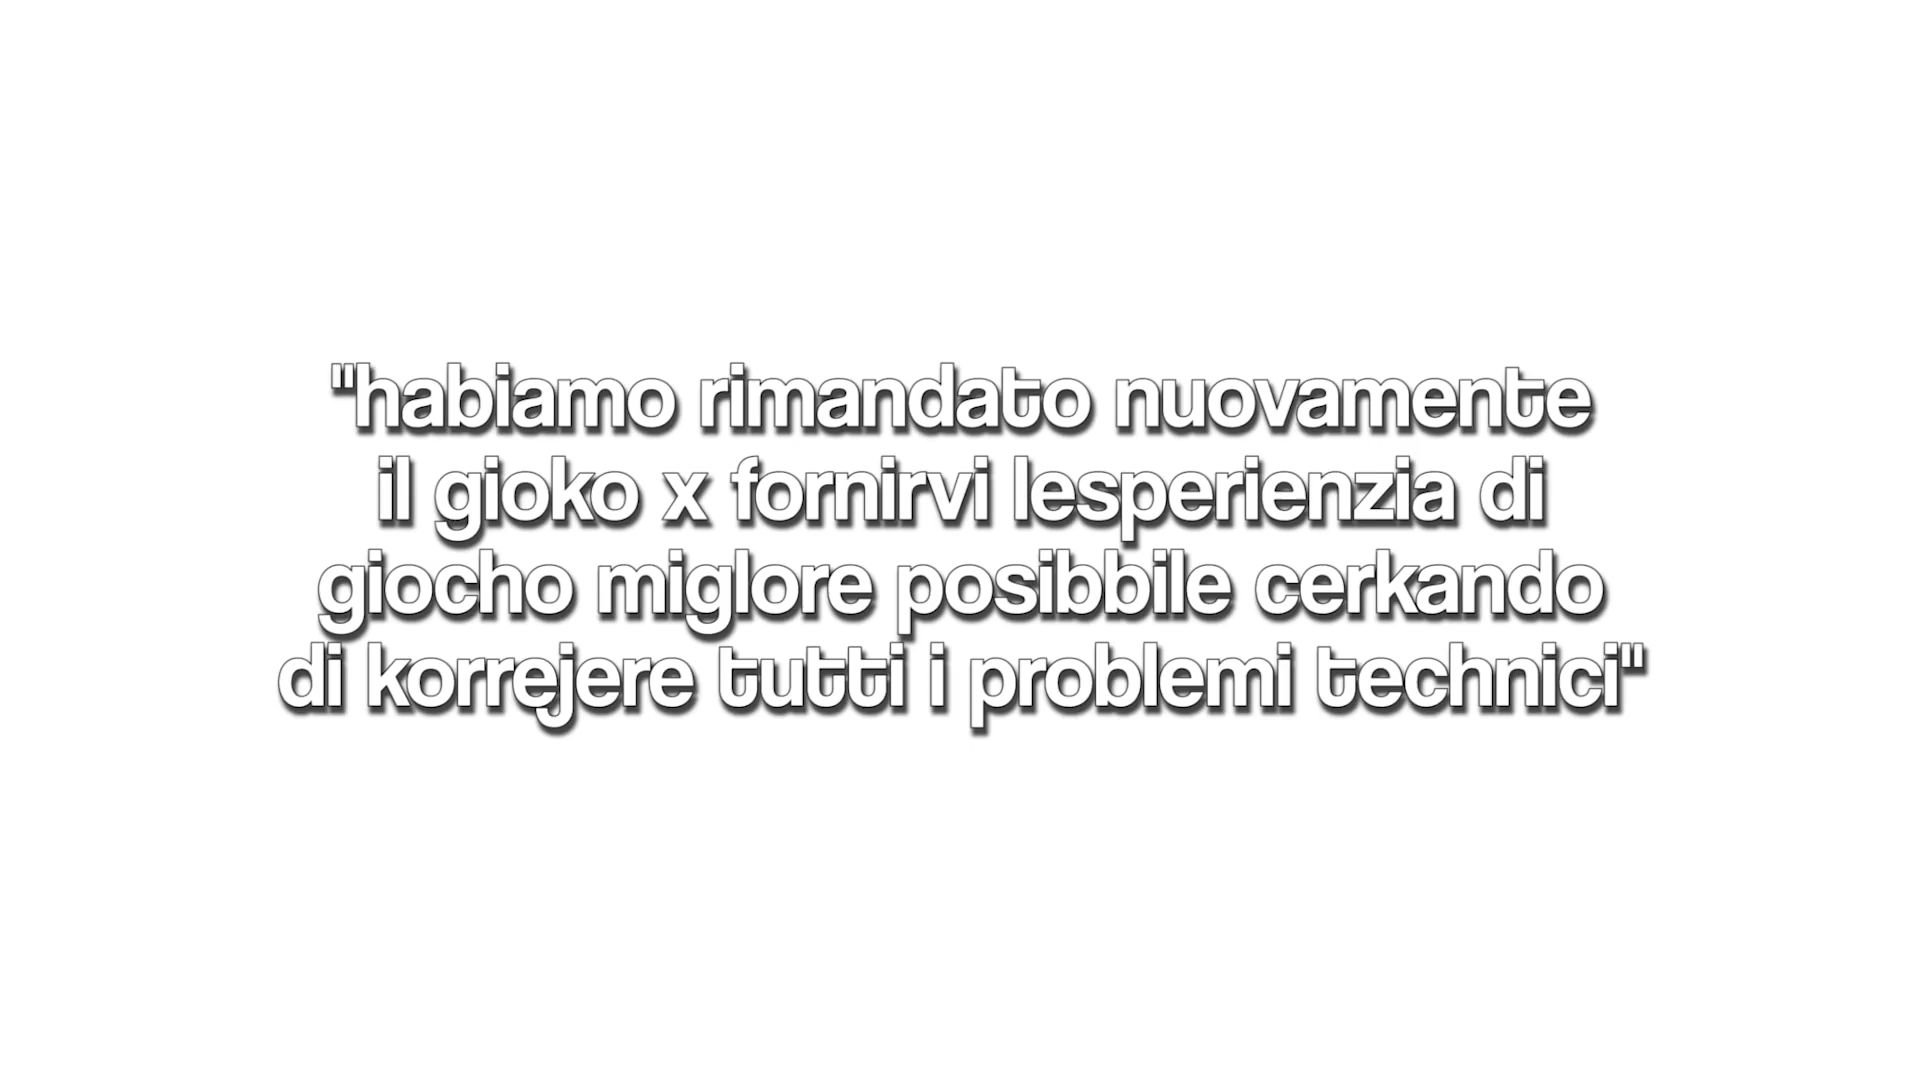 "habiamo rimandato nuovamente
il gioko x fornirvi lesperienzia di
giocho miglore posibbile cerkando
di korrejere tutti i problemi technici"